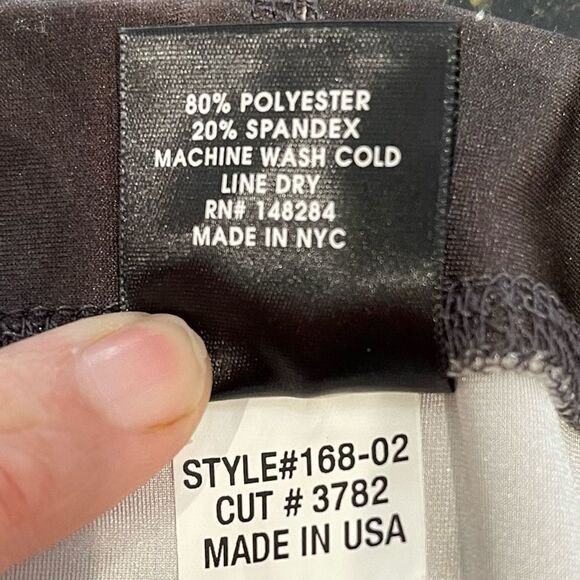 80% POLYESTER
20% SPANDEX
MACHINE WASH COLD
LINE DRY
RN# 148284
MADE IN NYC
STYLE#168-02
CUT # 3782
MADE IN USA